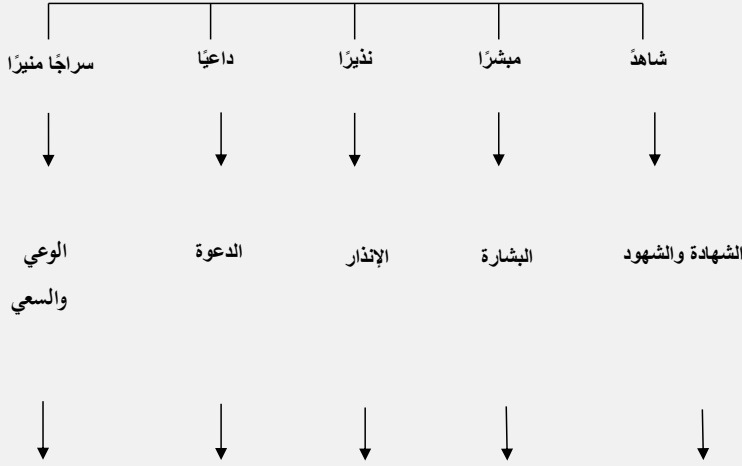 شاهدً
مبشرًا
نذيرًا
داعيًا
سراجًا منيرًا
الشهادة والشهود
البشارة
الإنذار
الدعوة
الوعي
والسعي